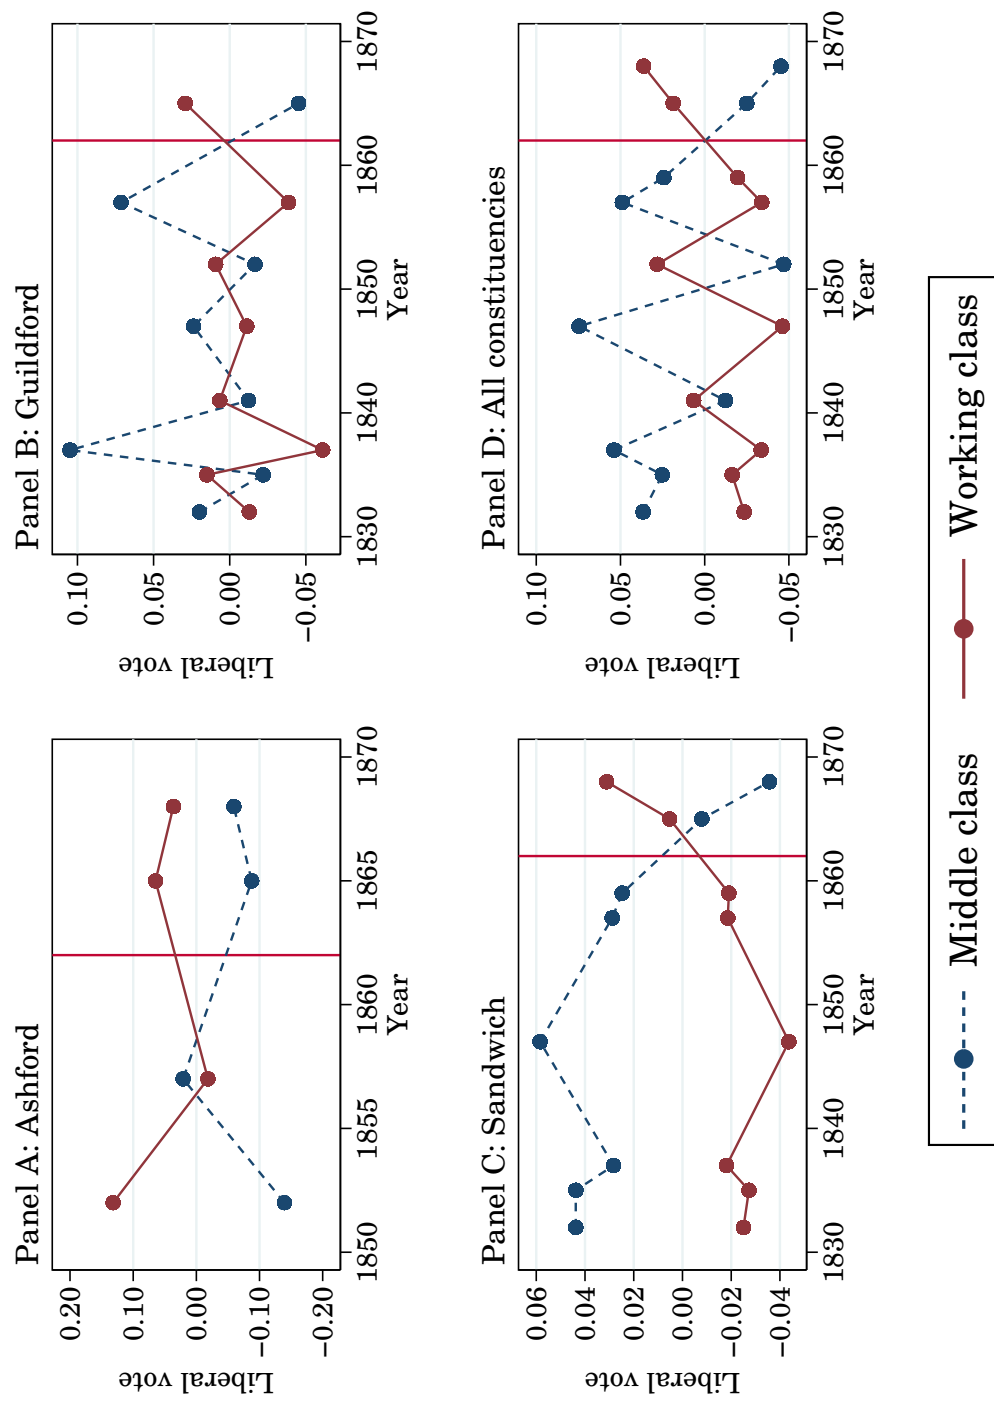 Panel A: Ashford
Liberal vote
0.20
0.10
0.00
−0.10
−0.20
1850
1855
1860
1865
1870
Year
Panel B: Guildford
Liberal vote
0.10
0.05
0.00
−0.05
1830
1840
1850
1860
1870
Year
Panel C: Sandwich
Liberal vote
0.06
0.04
0.02
0.00
−0.02
−0.04
1830
1840
1850
1860
1870
Year
Panel D: All constituencies
Liberal vote
0.10
0.05
0.00
−0.05
1830
1840
1850
1860
1870
Year
Middle class
Working class